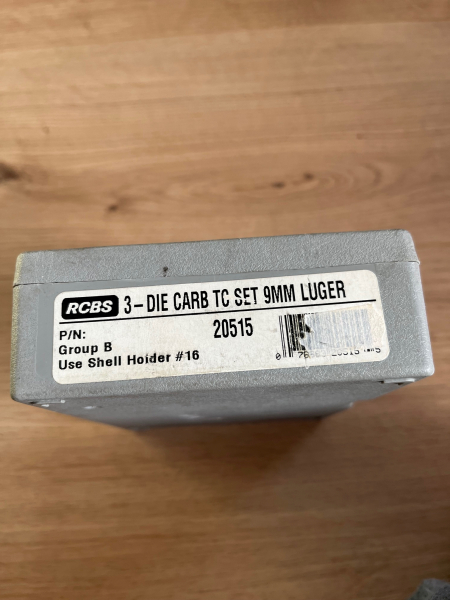 RCBS 3-DIE CARB TC SET 9MM LUGER
P/N: 20515
Group B
Use Shell Holder #16